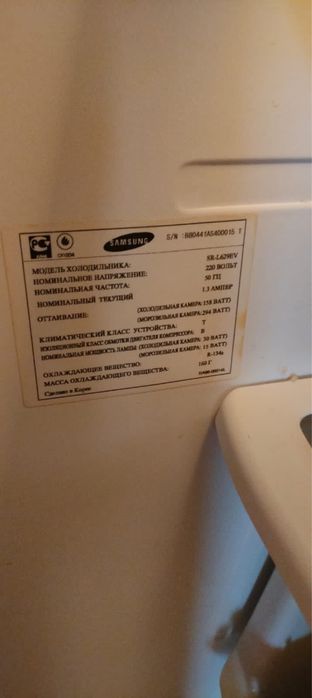 SAMSUNG S/N : BB0441AS400015 T
МОДЕЛЬ ХОЛОДИЛЬНИКА: SR-L629EV
НОМИНАЛЬНОЕ НАПРЯЖЕНИЕ: 220 ВОЛЬТ
НОМИНАЛЬНАЯ ЧАСТОТА: 50 ГЦ
НОМИНАЛЬНЫЙ ТЕКУЩИЙ 1.3 АМПЕР
ОТТАИВАНИЕ: (ХОЛОДИЛЬНАЯ КАМЕРА: 158 ВАТТ)
(МОРОЗИЛЬНАЯ КАМЕРА: 294 ВАТТ)
КЛИМАТИЧЕСКИЙ КЛАСС УСТРОЙСТВА: T
ИЗОЛЯЦИОННЫЙ КЛАСС ОБМОТКИ ДВИГАТЕЛЯ КОМПРЕССОРА: B
НОМИНАЛЬНАЯ МОЩНОСТЬ ЛАМПЫ (ХОЛОДИЛЬНАЯ КАМЕРА: 30 ВАТТ)
(МОРОЗИЛЬНАЯ КАМЕРА: 15 ВАТТ)
ОХЛАЖДАЮЩЕЕ ВЕЩЕСТВО: R-134a
МАССА ОХЛАЖДАЮЩЕГО ВЕЩЕСТВА: 160 Г
Сделано в Корее